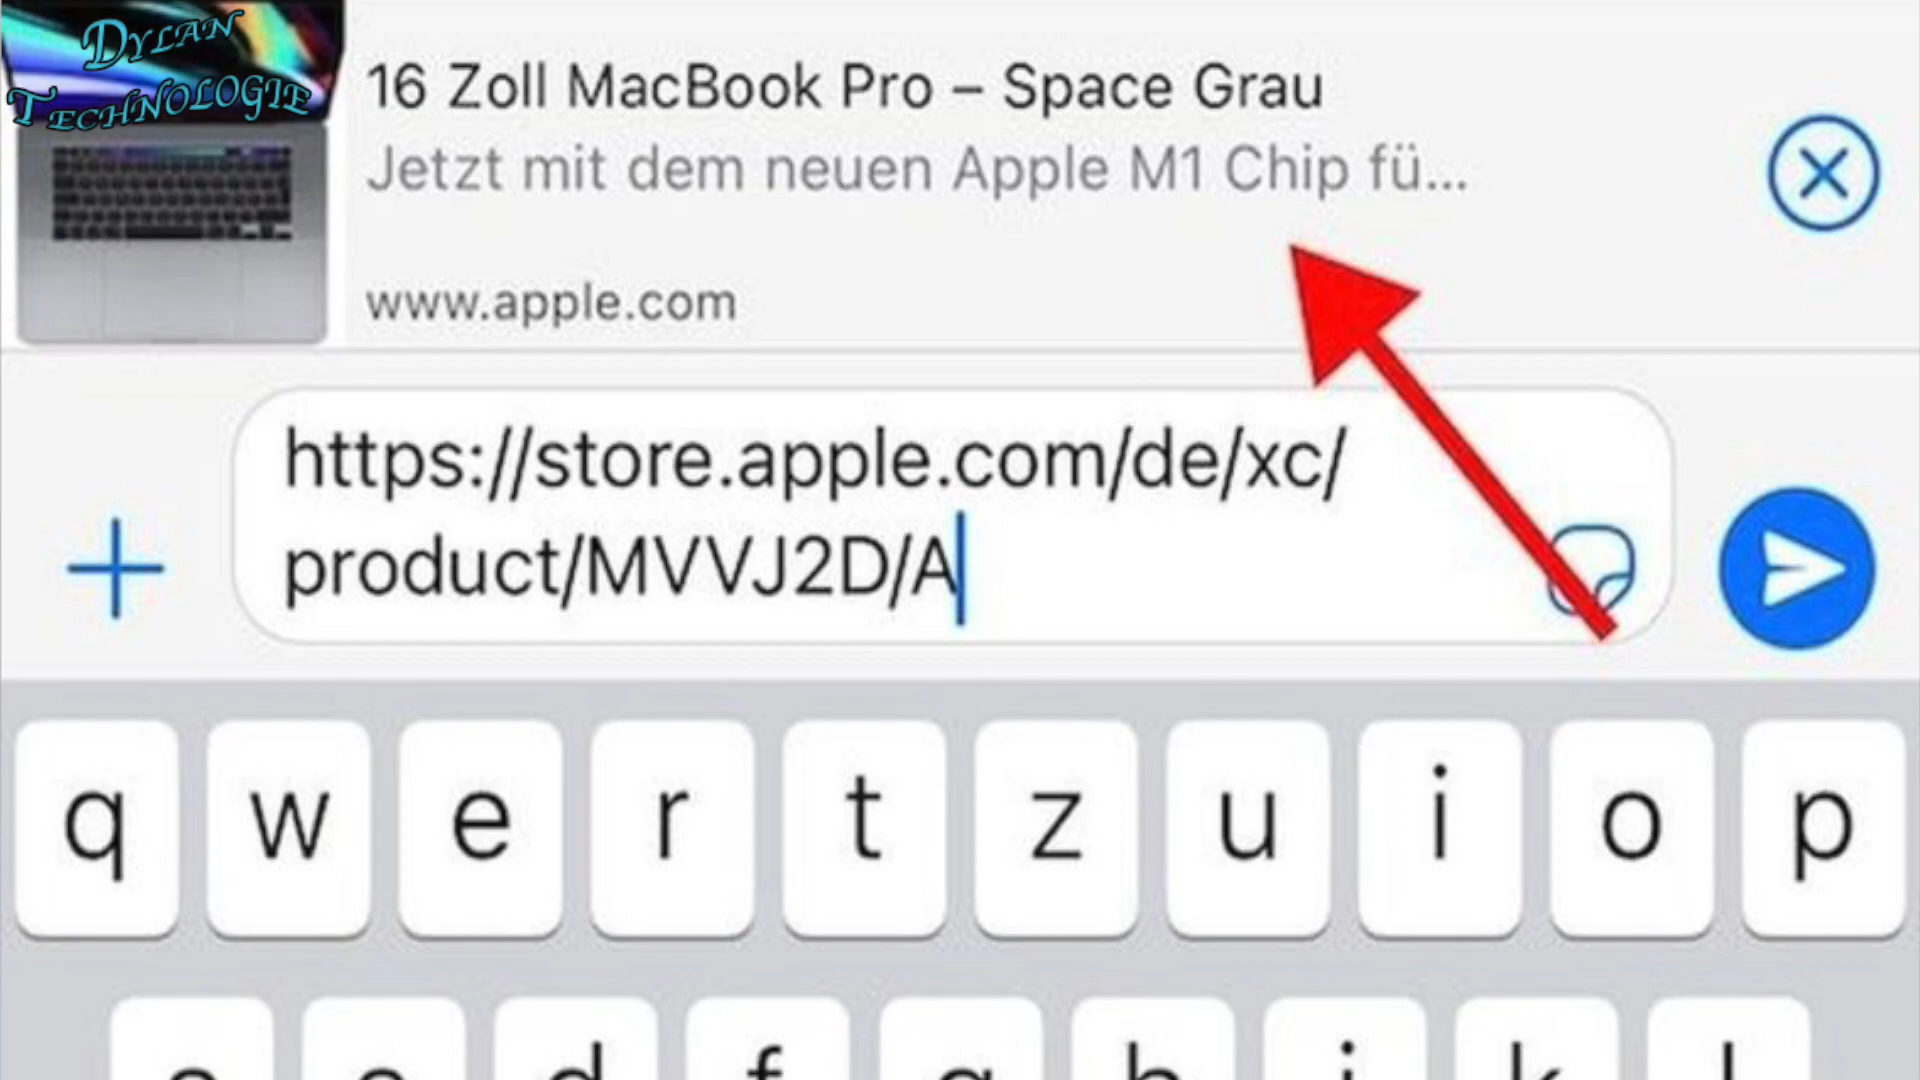 DYLAN
TECHNOLOGIE
16 Zoll MacBook Pro – Space Grau
Jetzt mit dem neuen Apple M1 Chip fü...
www.apple.com
https://store.apple.com/de/xc/
product/MVVJ2D/A
q w e r t z u i o p
d f g h j k l